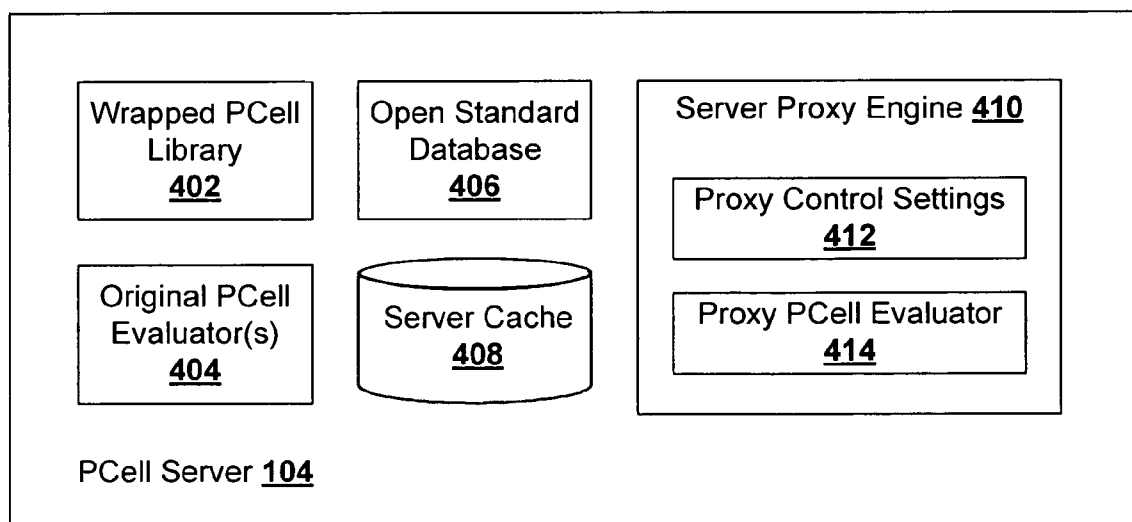 Wrapped PCell
Library
402
Open Standard
Database
406
Server Proxy Engine 410
Proxy Control Settings
412
Original PCell
Evaluator(s)
404
Server Cache
408
Proxy PCell Evaluator
414
PCell Server 104